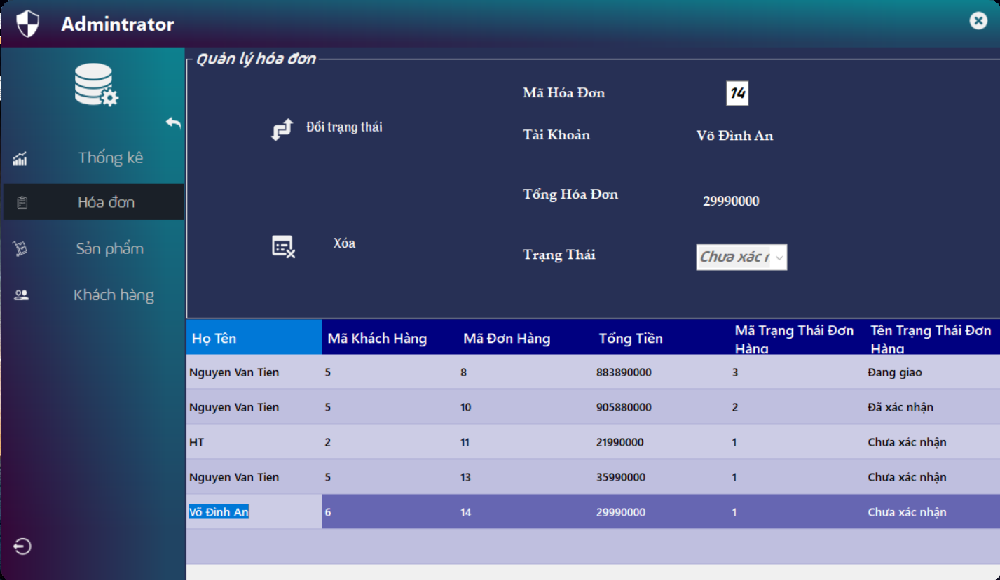 Admintrator
Quản lý hóa đơn
Mã Hóa Đơn 14
Đổi trạng thái
Tài Khoản Võ Đình An
Thống kê
Tổng Hóa Đơn 29990000
Hóa đơn
Xóa
Sản phẩm
Trạng Thái Chưa xác
Khách hàng
Họ Tên Mã Khách Hàng Mã Đơn Hàng Tổng Tiền Mã Trạng Thái Đơn Hàng Tên Trạng Thái Đơn Hàng
Nguyen Van Tien 5 8 883890000 3 Đang giao
Nguyen Van Tien 5 10 905880000 2 Đã xác nhận
HT 2 11 21990000 1 Chưa xác nhận
Nguyen Van Tien 5 13 35990000 1 Chưa xác nhận
Võ Đình An 6 14 29990000 1 Chưa xác nhận